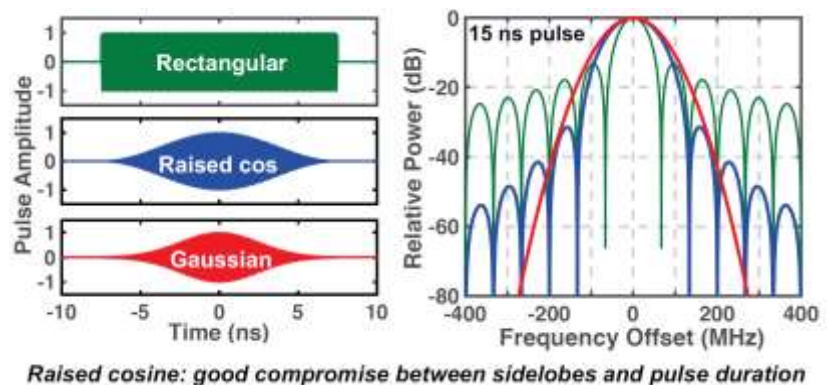 Pulse Amplitude
1
0
-1
Rectangular
1
0
-1
Raised cos
1
0
-1
Gaussian
-10 -5 0 5 10
Time (ns)
Relative Power (dB)
0
-20
-40
-60
-80
15 ns pulse
-400 -200 0 200 400
Frequency Offset (MHz)
Raised cosine: good compromise between sidelobes and pulse duration